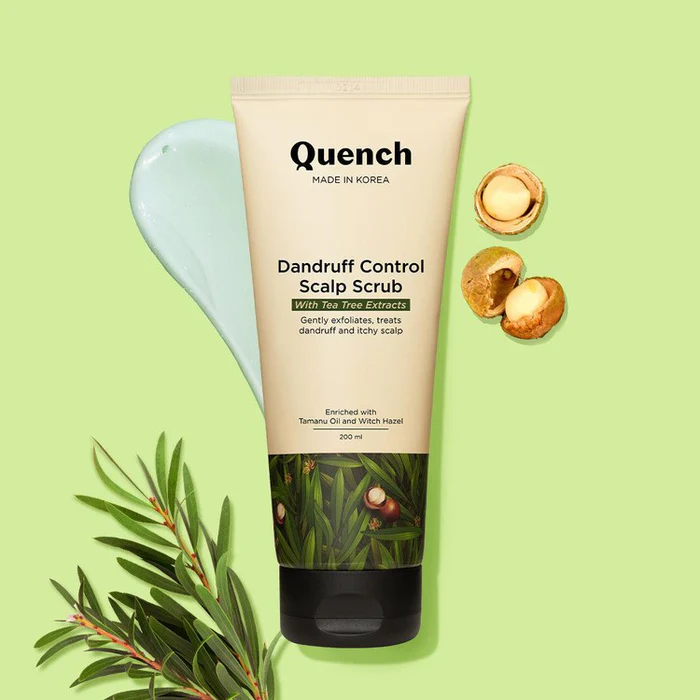 Quench
MADE IN KOREA
Dandruff Control
Scalp Scrub
With Tea Tree Extracts
Gently exfoliates, treats
dandruff and itchy scalp
Enriched with
Tamanu Oil and Witch Hazel
200 ml